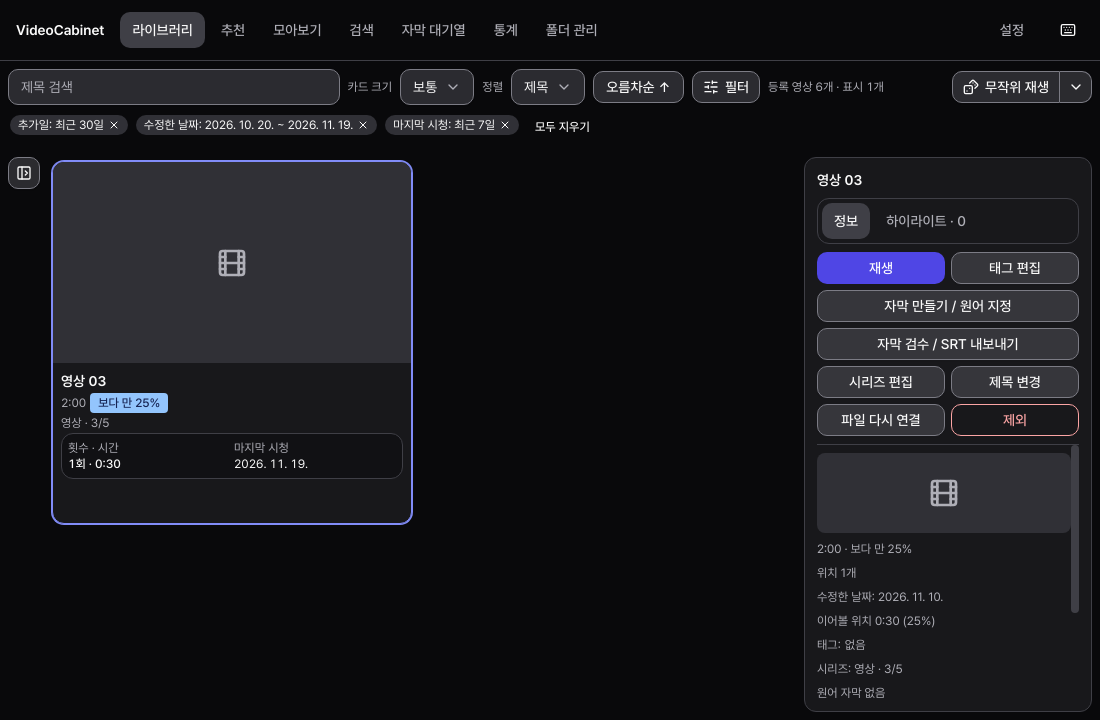 VideoCabinet 라이브러리 추천 모아보기 검색 자막 대기열 통계 폴더 관리 설정
제목 검색 카드 크기 보통 정렬 제목 오름차순 ↑ 필터 등록 영상 6개 · 표시 1개 무작위 재생
추가일: 최근 30일 × 수정한 날짜: 2026. 10. 20. ~ 2026. 11. 19. × 마지막 시청: 최근 7일 × 모두 지우기
영상 03
2:00 보다 만 25%
영상 · 3/5
횟수 · 시간 마지막 시청
1회 · 0:30 2026. 11. 19.
영상 03
정보 하이라이트 · 0
재생 태그 편집
자막 만들기 / 원어 지정
자막 검수 / SRT 내보내기
시리즈 편집 제목 변경
파일 다시 연결 제외
2:00 · 보다 만 25%
위치 1개
수정한 날짜: 2026. 11. 10.
이어볼 위치 0:30 (25%)
태그: 없음
시리즈: 영상 · 3/5
원어 자막 없음